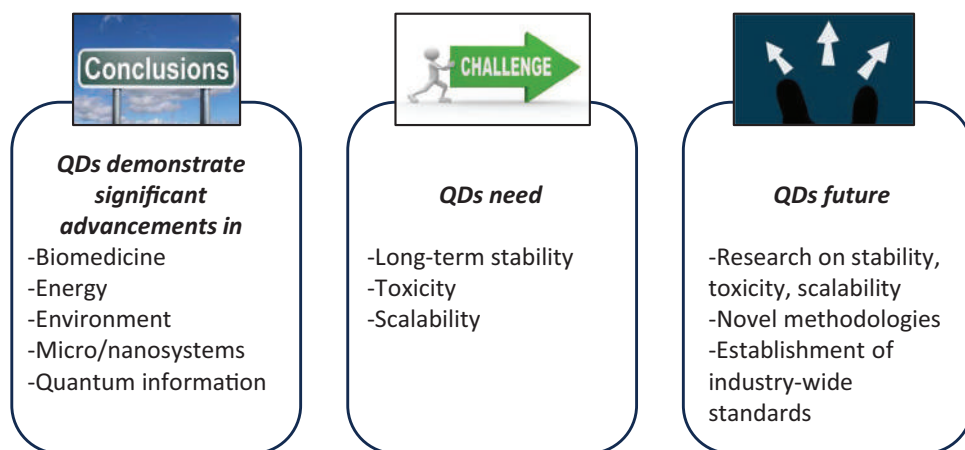 Conclusions
QDs demonstrate
significant
advancements in
-Biomedicine
-Energy
-Environment
-Micro/nanosystems
-Quantum information
CHALLENGE
QDs need
-Long-term stability
-Toxicity
-Scalability
QDs future
-Research on stability,
toxicity, scalability
-Novel methodologies
-Establishment of
industry-wide
standards